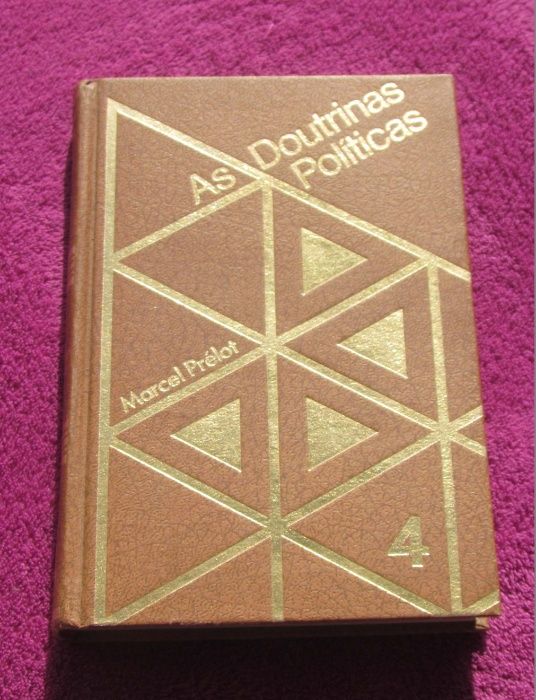 As Doutrinas
Políticas
Marcel Prélot
4